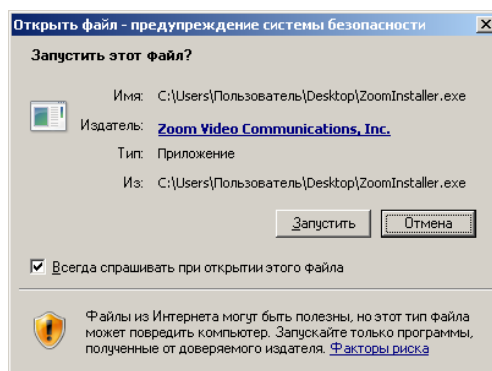 Открыть файл - предупреждение системы безопасности
Запустить этот файл?
Имя: C:\Users\Пользователь\Desktop\ZoomInstaller.exe
Издатель: Zoom Video Communications, Inc.
Тип: Приложение
Из: C:\Users\Пользователь\Desktop\ZoomInstaller.exe
Запустить Отмена
Всегда спрашивать при открытии этого файла
Файлы из Интернета могут быть полезны, но этот тип файла
может повредить компьютер. Запускайте только программы,
полученные от доверяемого издателя. Факторы риска